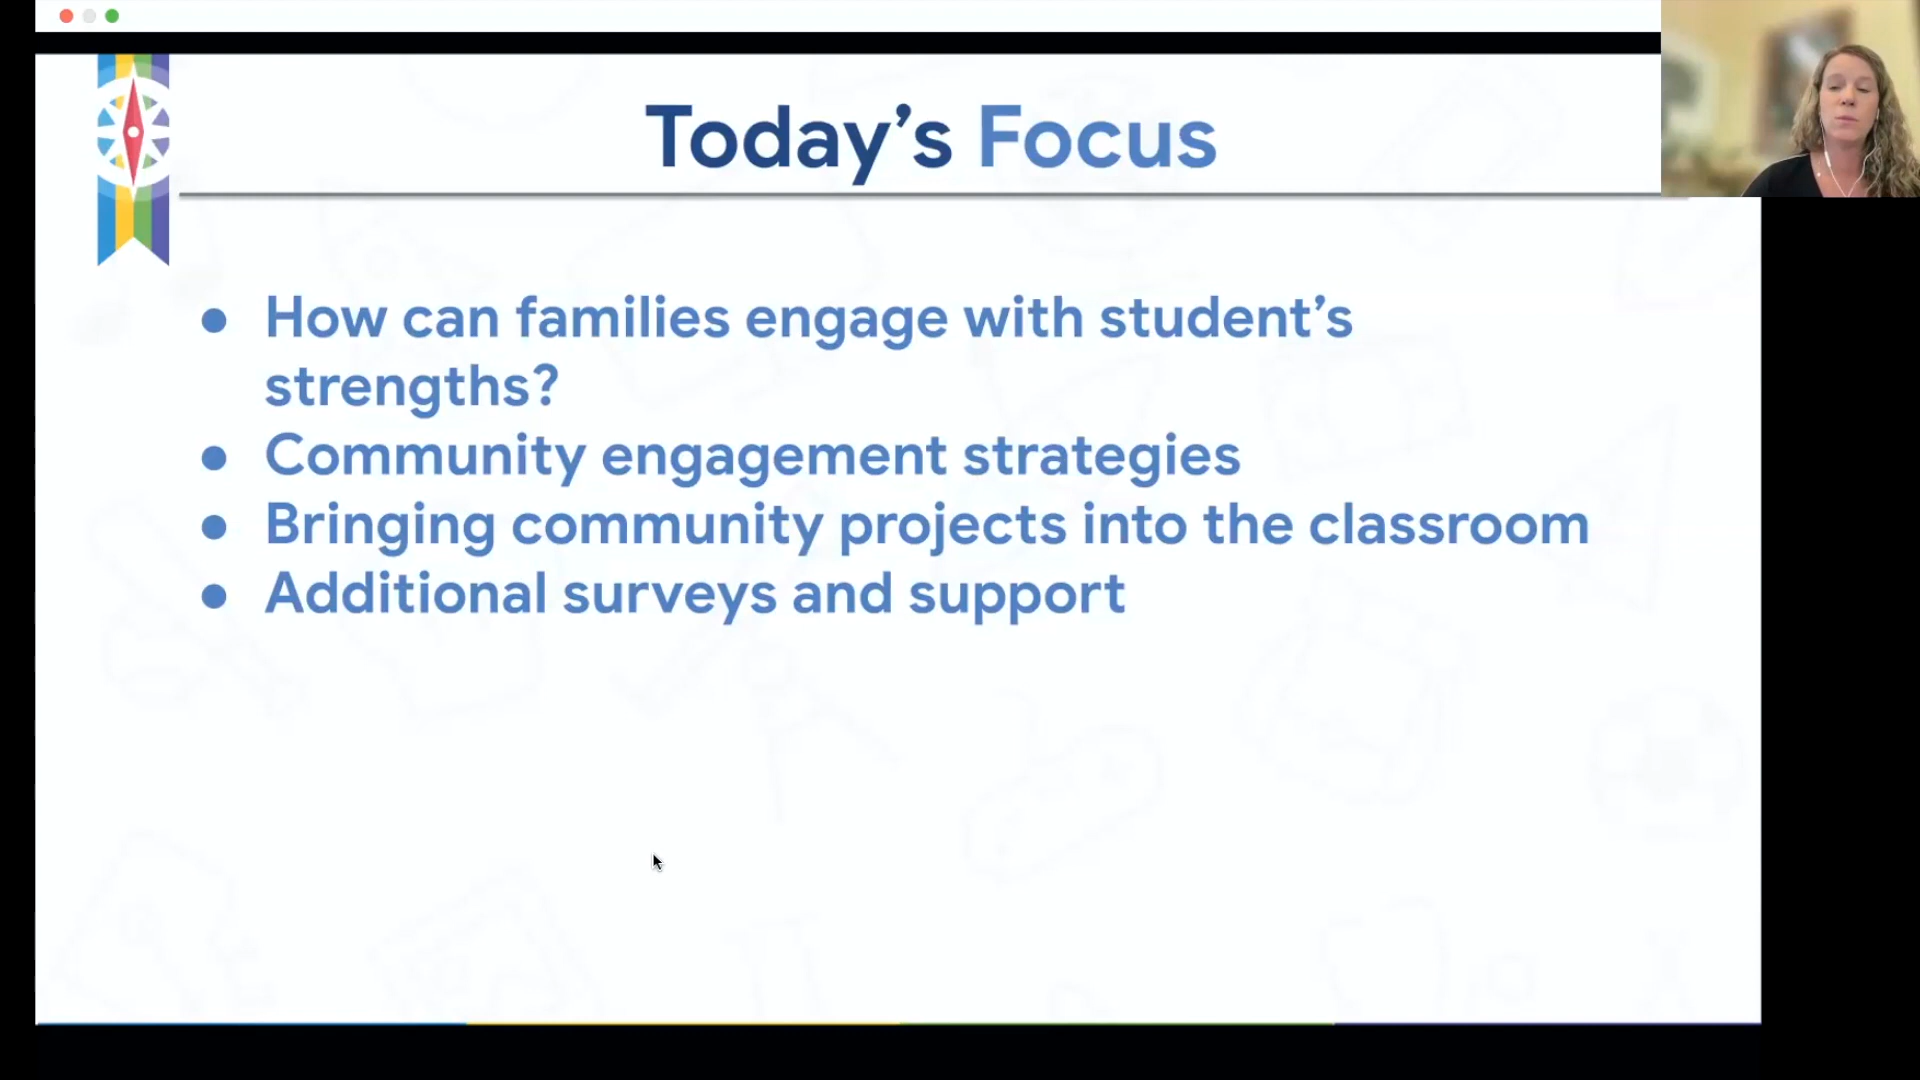 Today’s Focus
● How can families engage with student’s
strengths?
● Community engagement strategies
● Bringing community projects into the classroom
● Additional surveys and support